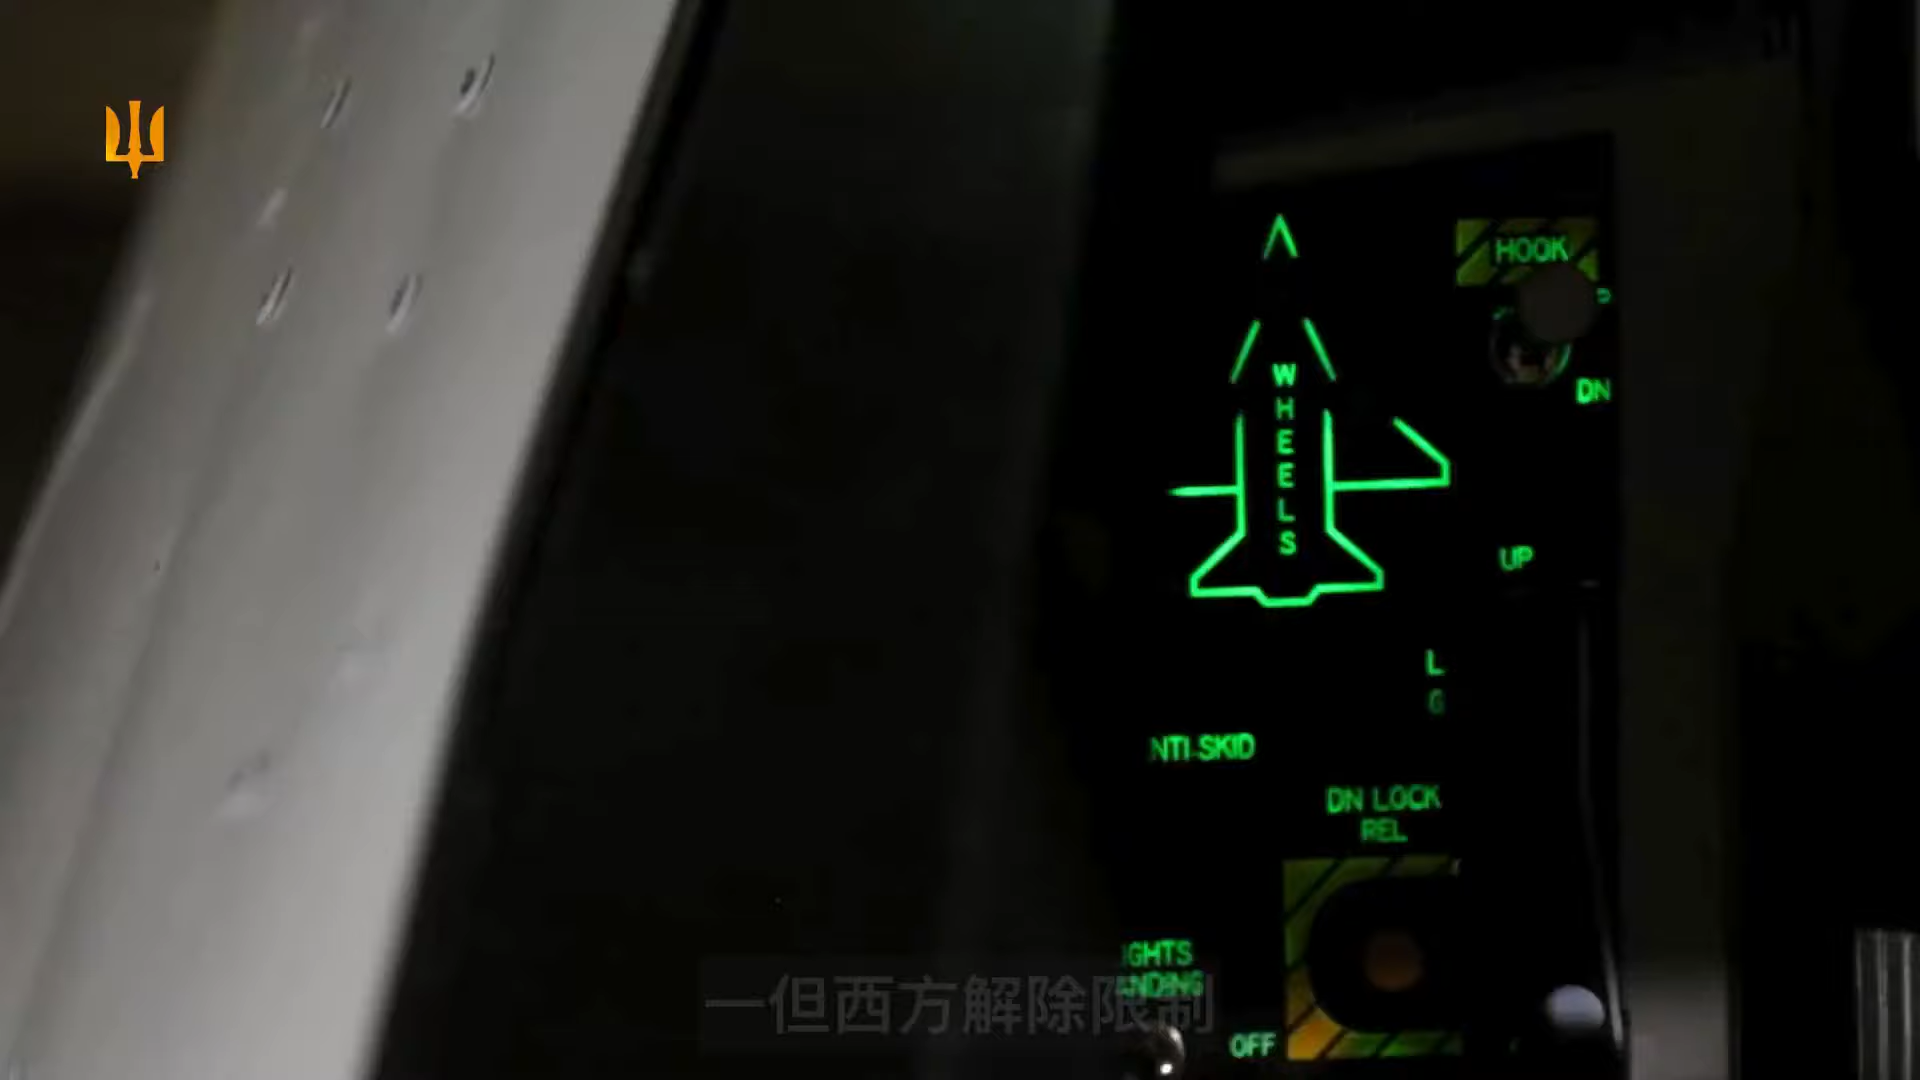 HOOK
DN
WHEELS
UP
L
G
NTI-SKID
DN LOCK
REL
IGHTS
ANDING
一但西方解除限制
OFF